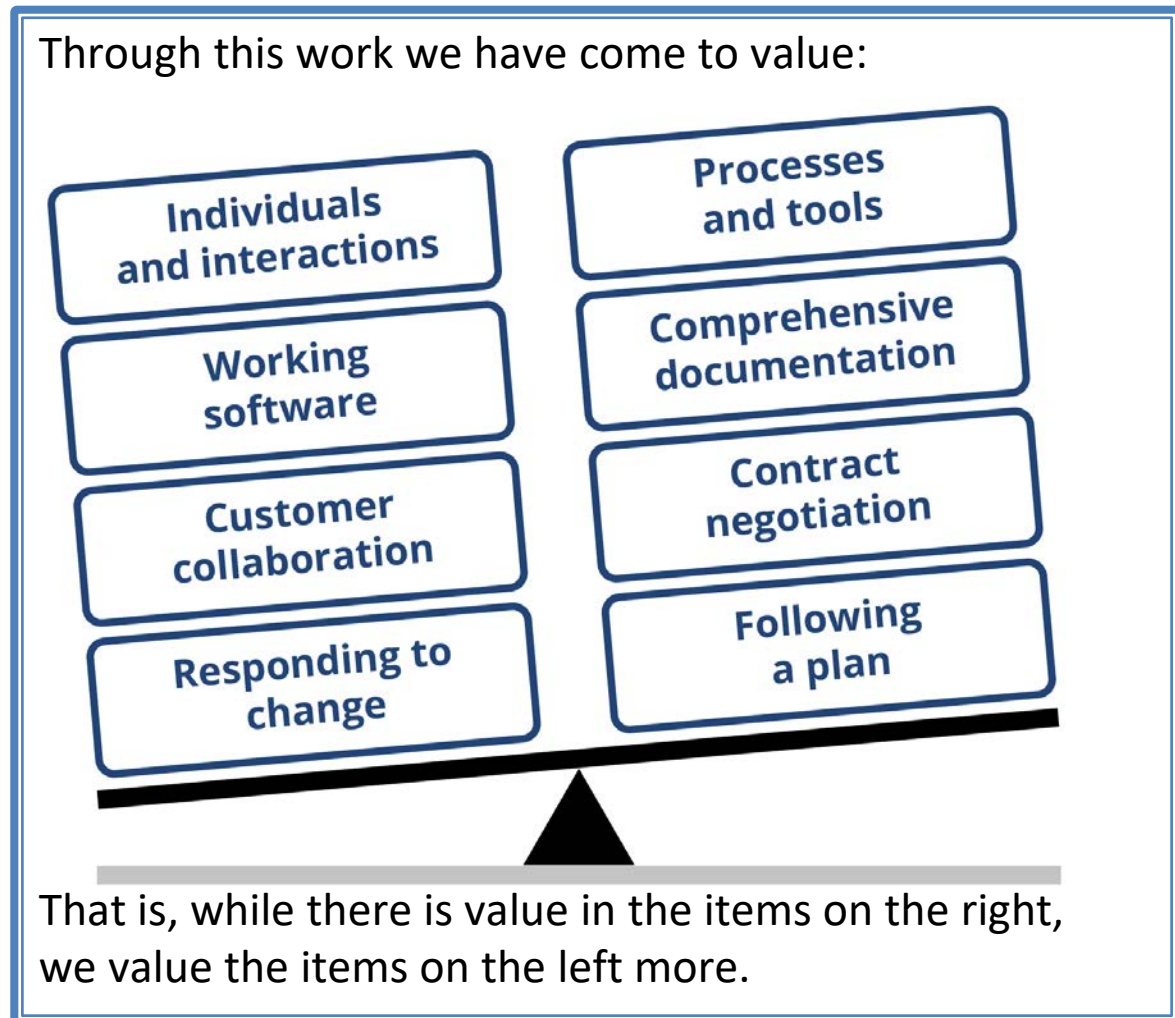 Through this work we have come to value:
Individuals
and interactions
Processes
and tools
Working
software
Comprehensive
documentation
Customer
collaboration
Contract
negotiation
Responding to
change
Following
a plan
That is, while there is value in the items on the right,
we value the items on the left more.